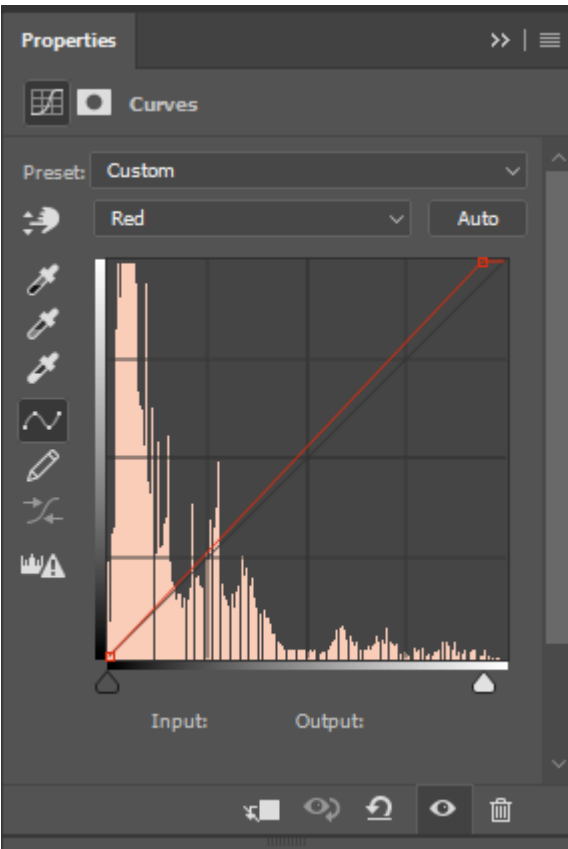 Properties
Curves
Preset: Custom
Red Auto
Input: Output: